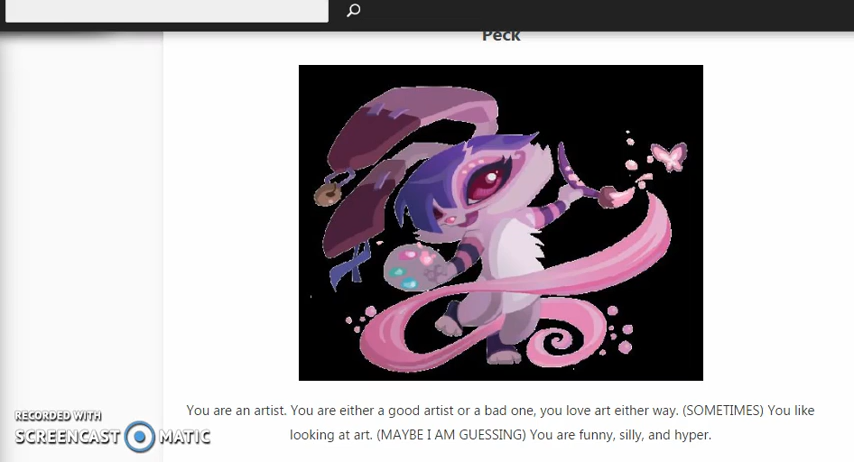 Peck
You are an artist. You are either a good artist or a bad one, you love art either way. (SOMETIMES) You like
looking at art. (MAYBE I AM GUESSING) You are funny, silly, and hyper.
RECORDED WITH
SCREENCAST MATIC